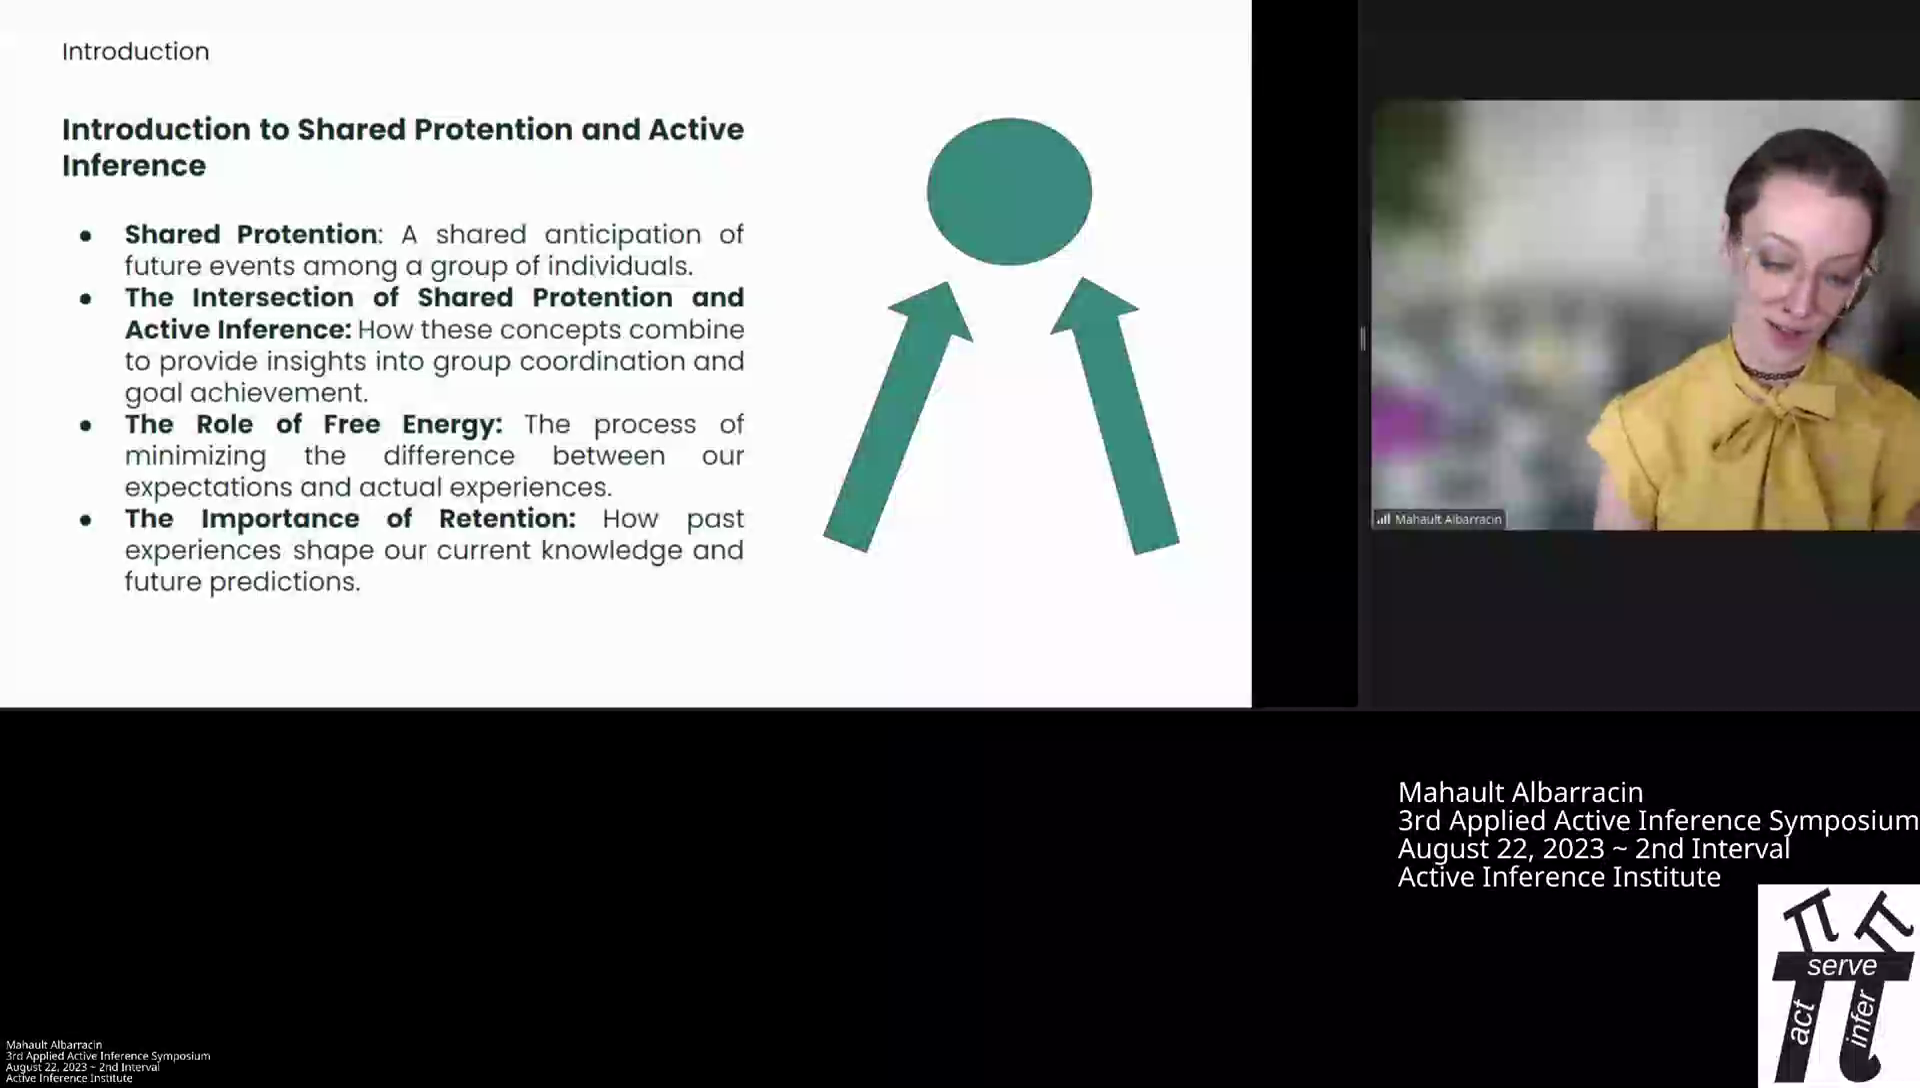 Introduction
Introduction to Shared Protention and Active
Inference
● Shared Protention: A shared anticipation of
future events among a group of individuals.
● The Intersection of Shared Protention and
Active Inference: How these concepts combine
to provide insights into group coordination and
goal achievement.
● The Role of Free Energy: The process of
minimizing the difference between our
expectations and actual experiences.
● The Importance of Retention: How past
experiences shape our current knowledge and
future predictions.
Mahault Albarracin
Mahault Albarracin
3rd Applied Active Inference Symposium
August 22, 2023 ~ 2nd Interval
Active Inference Institute
serve
act
infer
Mahault Albarracin
3rd Applied Active Inference Symposium
August 22, 2023 ~ 2nd Interval
Active Inference Institute